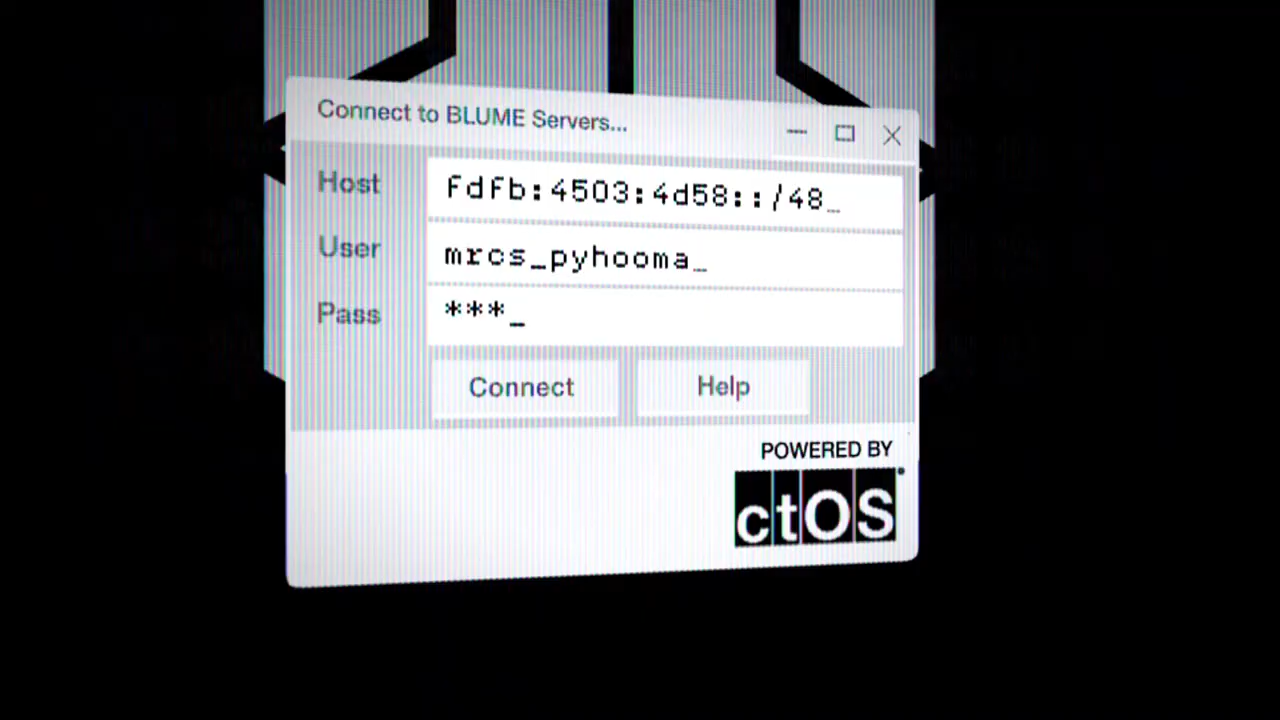 Connect to BLUME Servers...
Host fdfb:4503:4d58::/48_
User mrcs_pyhooma_
Pass ***_
Connect Help
POWERED BY
ctOS